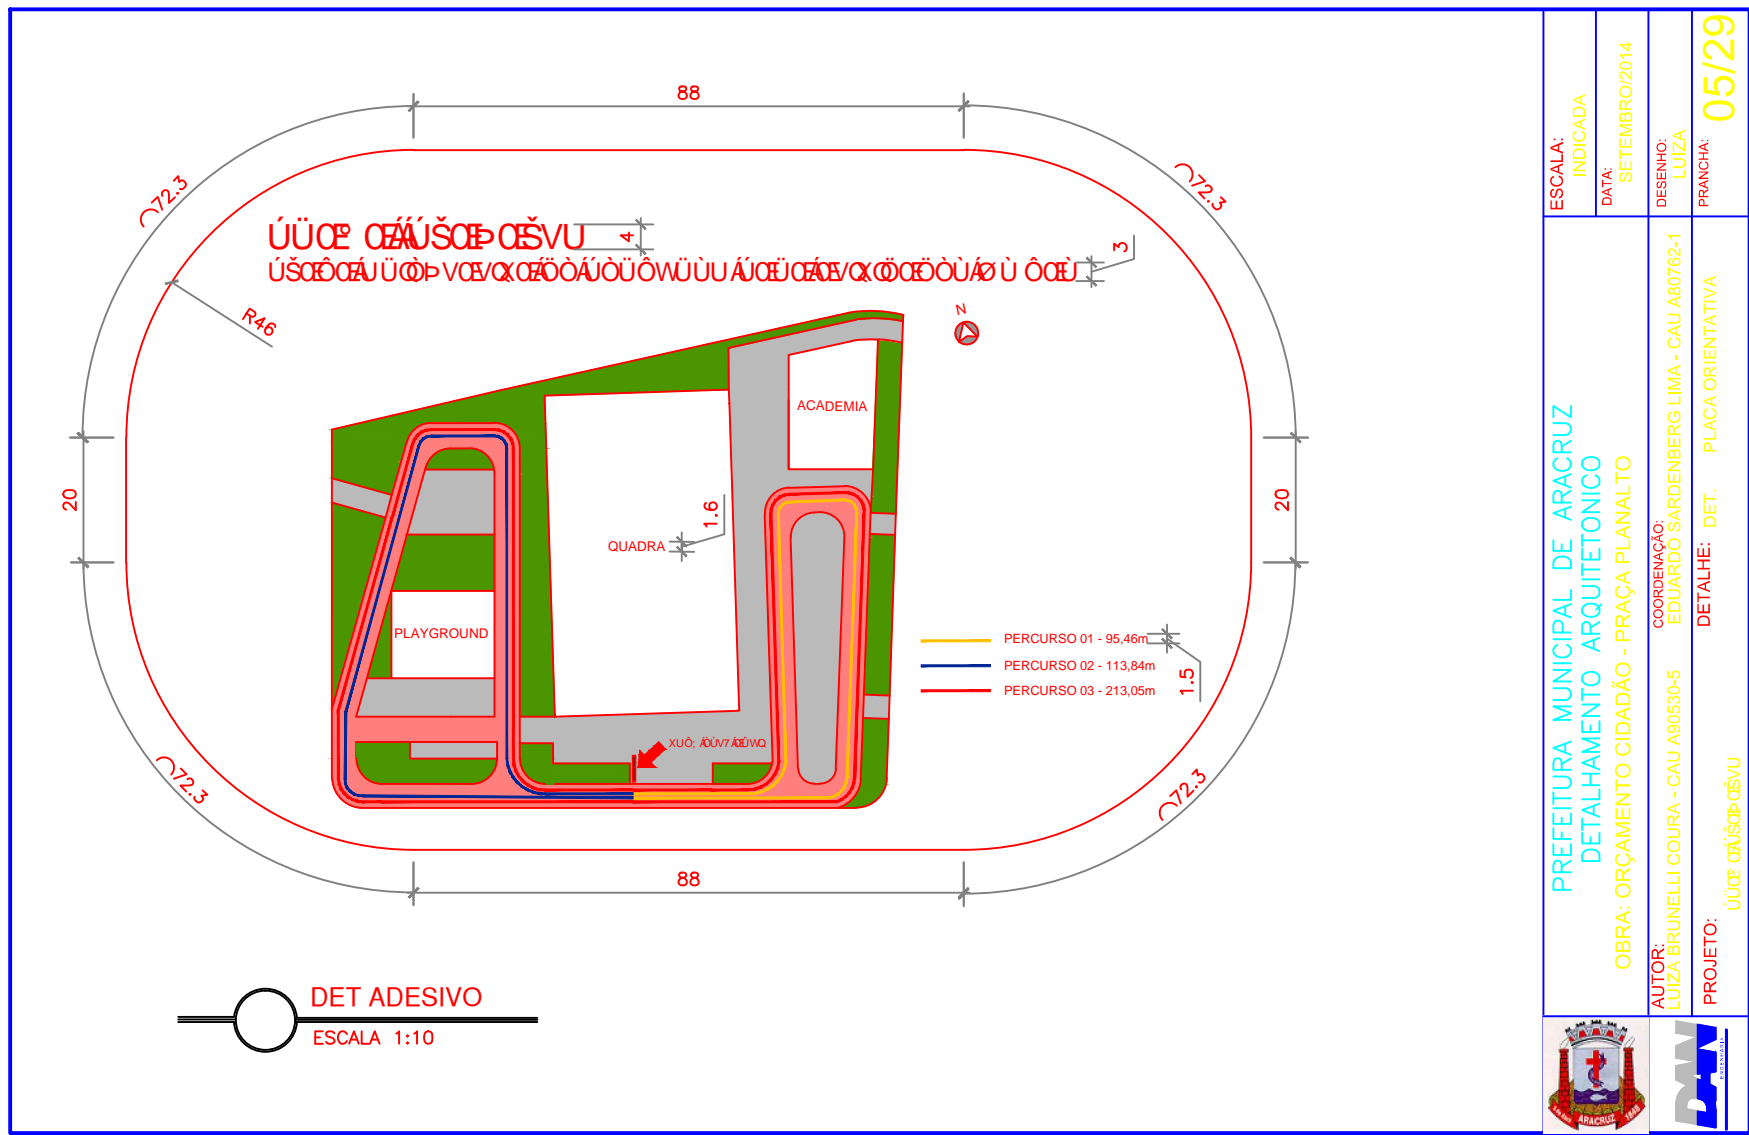 88
72.3
72.3
4
3
R46
N
ACADEMIA
20
20
1.6
QUADRA
PLAYGROUND
PERCURSO 01 - 95,46m
PERCURSO 02 - 113,84m
PERCURSO 03 - 213,05m
1.5
72.3
72.3
88
DET ADESIVO
ESCALA 1:10
ESCALA:
INDICADA
DATA:
SETEMBRO/2014
DESENHO:
LUIZA
PRANCHA:
05/29
PREFEITURA MUNICIPAL DE ARACRUZ
DETALHAMENTO ARQUITETONICO
OBRA: ORÇAMENTO CIDADÃO - PRAÇA PLANALTO
COORDENAÇÃO:
EDUARDO SARDENBERG LIMA - CAU A80762-1
AUTOR:
LUIZA BRUNELLI COURA - CAU A90530-5
DETALHE:
DET. PLACA ORIENTATIVA
PROJETO:
ARACRUZ
1848
DAN
ENGENHARIA